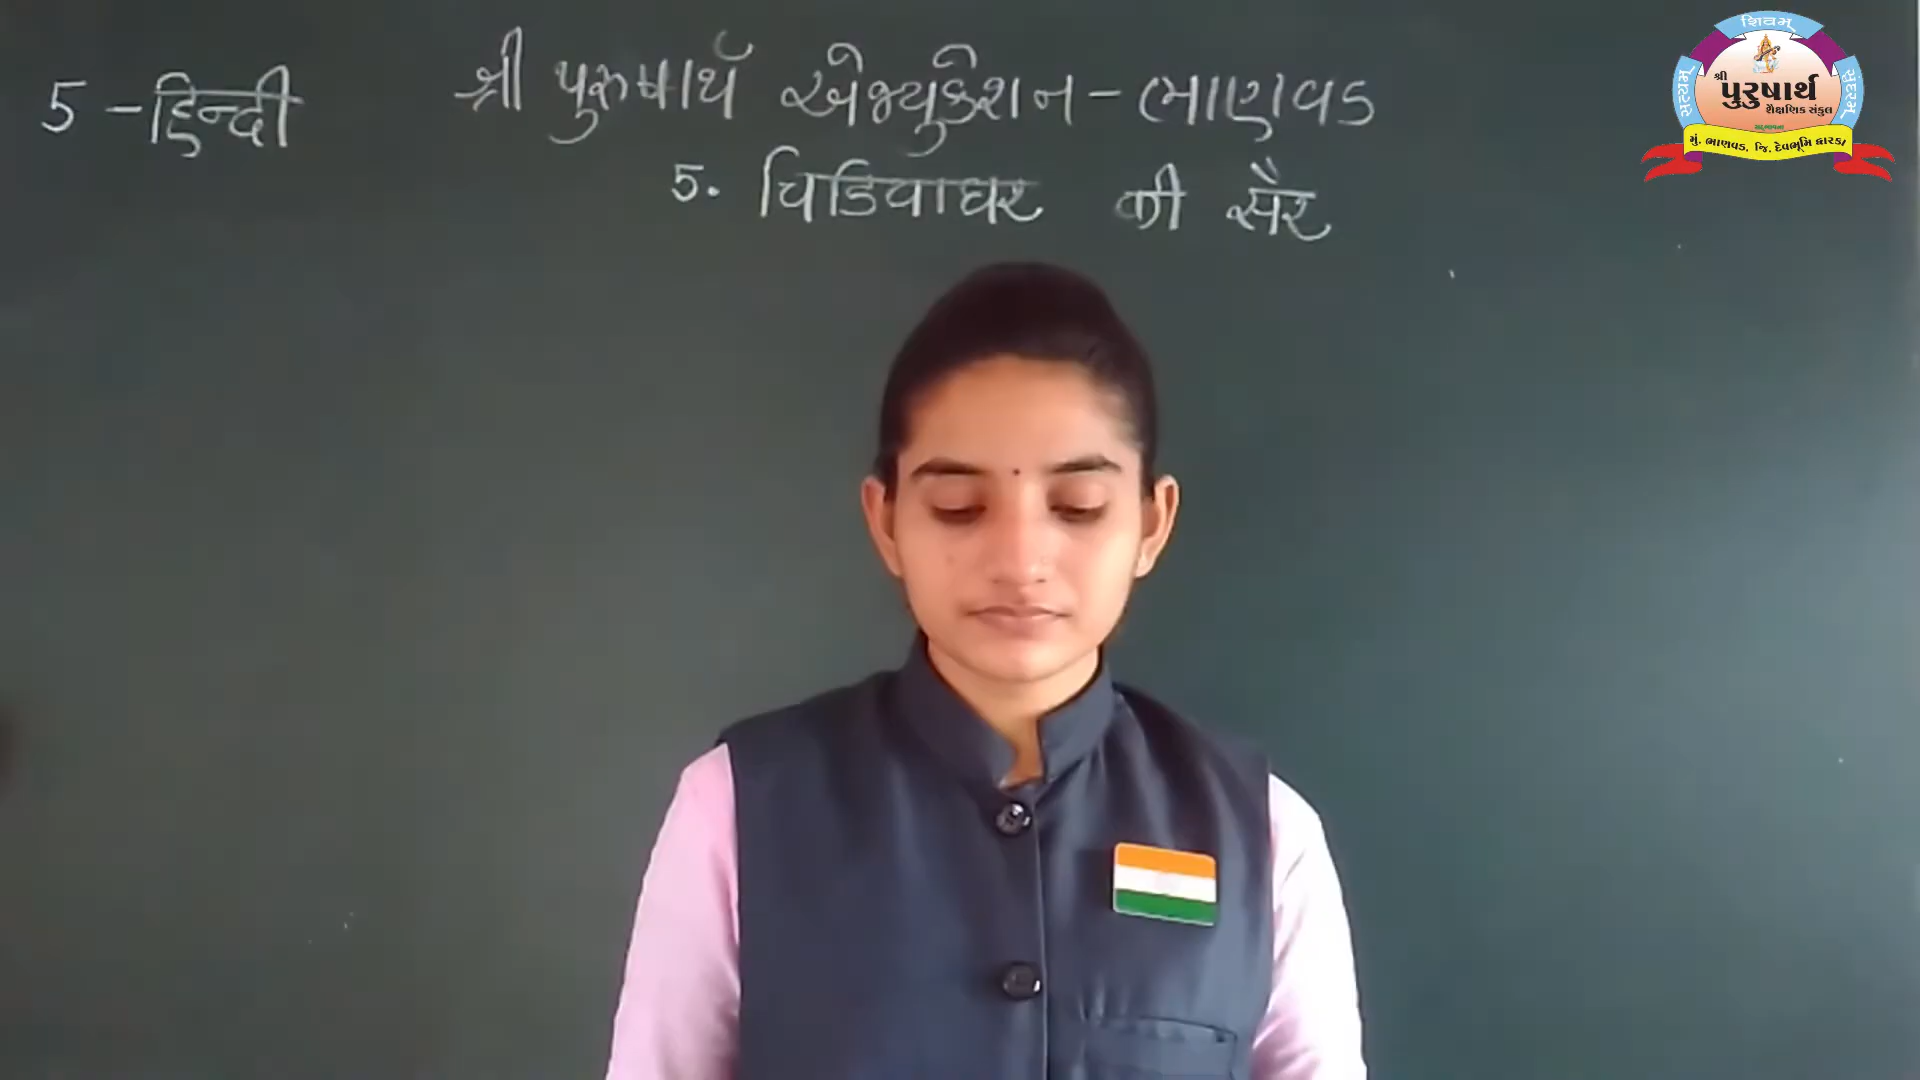 5 - हिन्दी
શ્રી પુરુષાર્થ એજ્યુકેશન - ભાણવડ
5. चिडियाघर की सैर
શિવમ્
સત્યમ્
સુંદરમ્
શ્રી
પુરુષાર્થ
શૈક્ષણિક સંકુલ
મું. ભાણવડ, જિ. દેવભૂમિ દ્વારકા